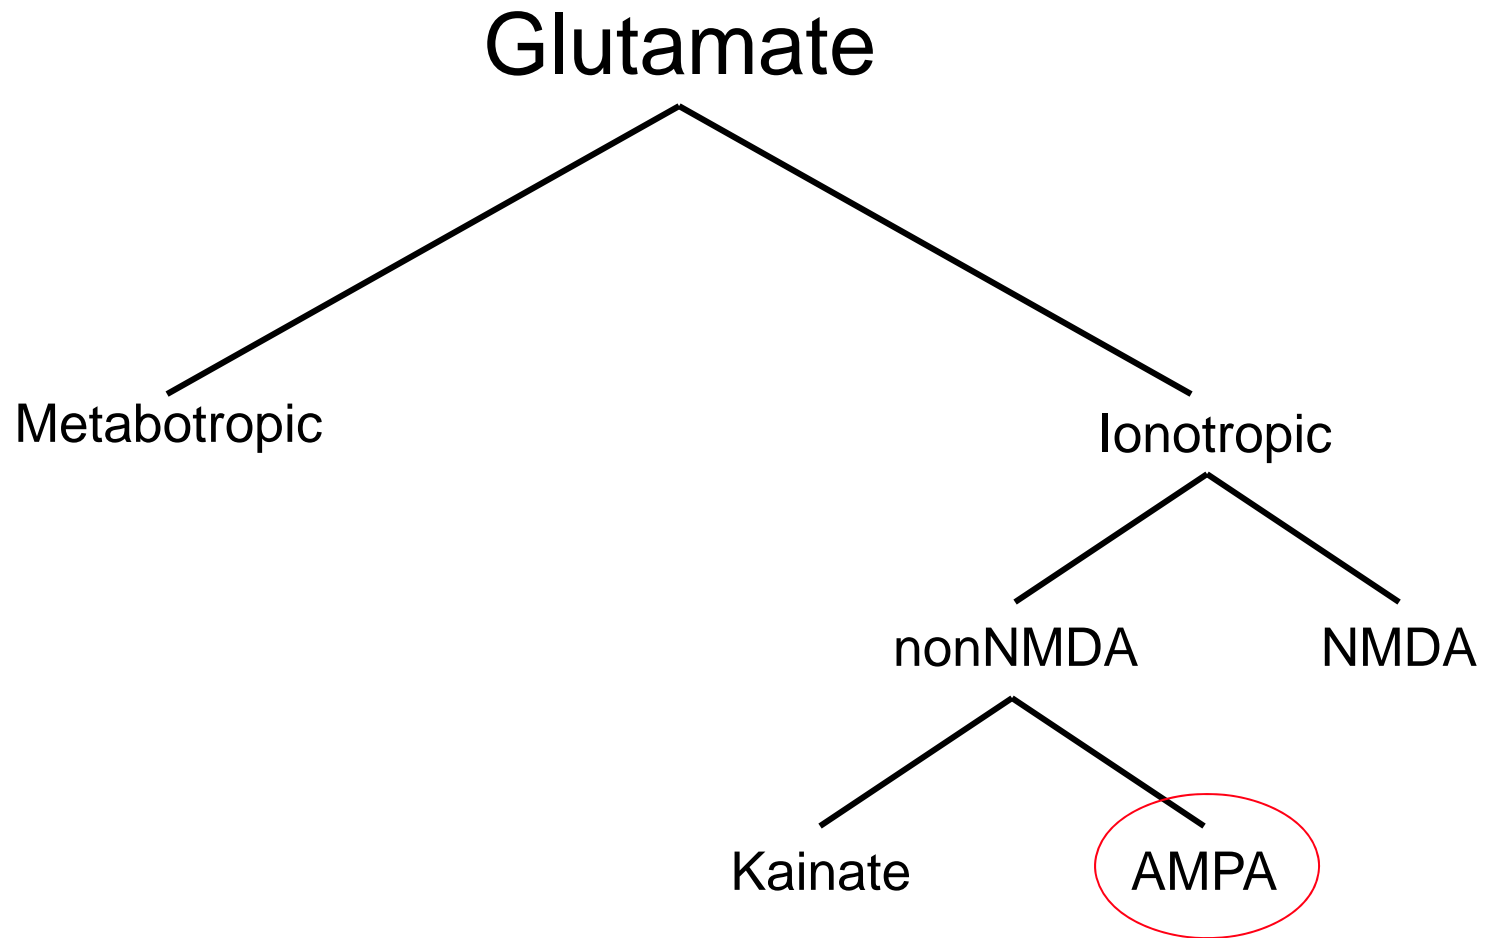 Glutamate
Metabotropic
Ionotropic
nonNMDA
NMDA
Kainate
AMPA